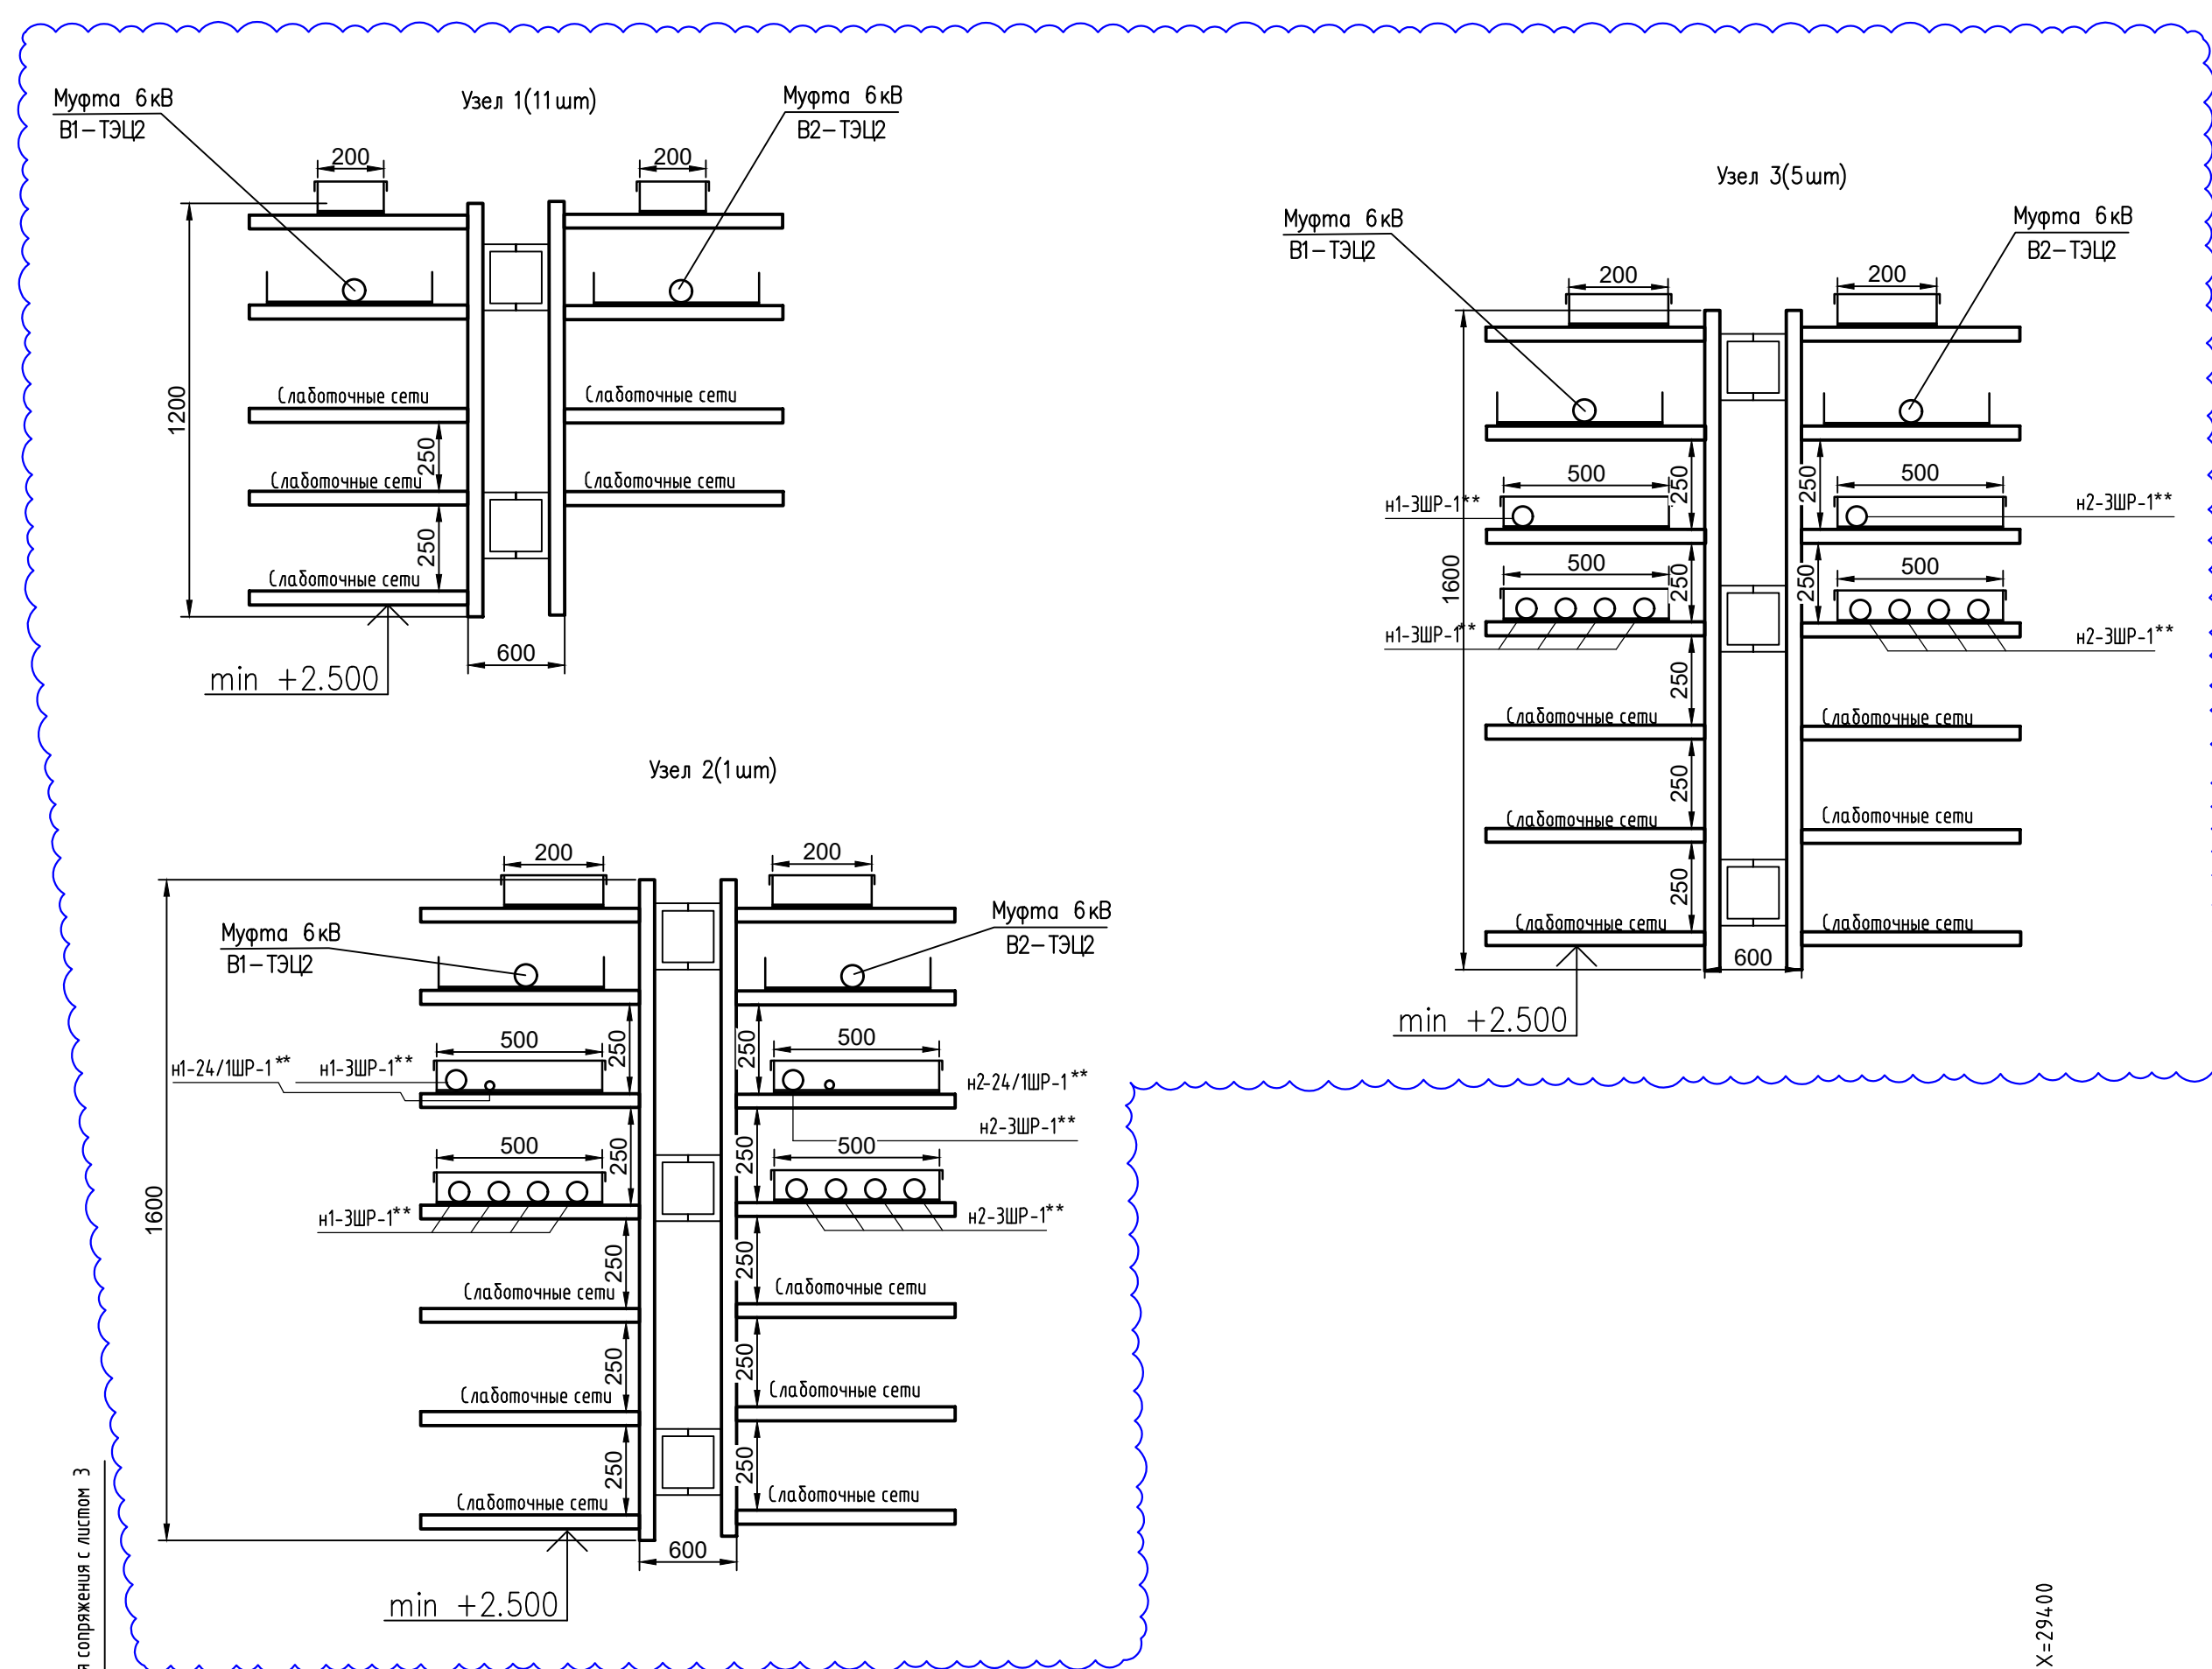 Узел 1(11шт)
Муфта 6кВ
В1-ТЭЦ2
Муфта 6кВ
В2-ТЭЦ2
200
200
1200
Слаботочные сети
Слаботочные сети
250
Слаботочные сети
Слаботочные сети
250
Слаботочные сети
600
min +2.500
Узел 3(5шт)
Муфта 6кВ
В1-ТЭЦ2
Муфта 6кВ
В2-ТЭЦ2
200
200
1600
250
250
500
500
н1-3ШР-1**
н2-3ШР-1**
250
250
500
500
н1-3ШР-1**
н2-3ШР-1**
250
Слаботочные сети
Слаботочные сети
250
Слаботочные сети
Слаботочные сети
250
Слаботочные сети
Слаботочные сети
600
min +2.500
Узел 2(1шт)
200
200
Муфта 6кВ
В1-ТЭЦ2
Муфта 6кВ
В2-ТЭЦ2
1600
500
250
250
500
н1-24/1ШР-1**
н1-3ШР-1**
н2-24/1ШР-1**
н2-3ШР-1**
500
250
250
500
н1-3ШР-1**
н2-3ШР-1**
250
250
Слаботочные сети
Слаботочные сети
250
250
Слаботочные сети
Слаботочные сети
250
250
Слаботочные сети
Слаботочные сети
600
min +2.500
я сопряжения с листом 3
X=29400